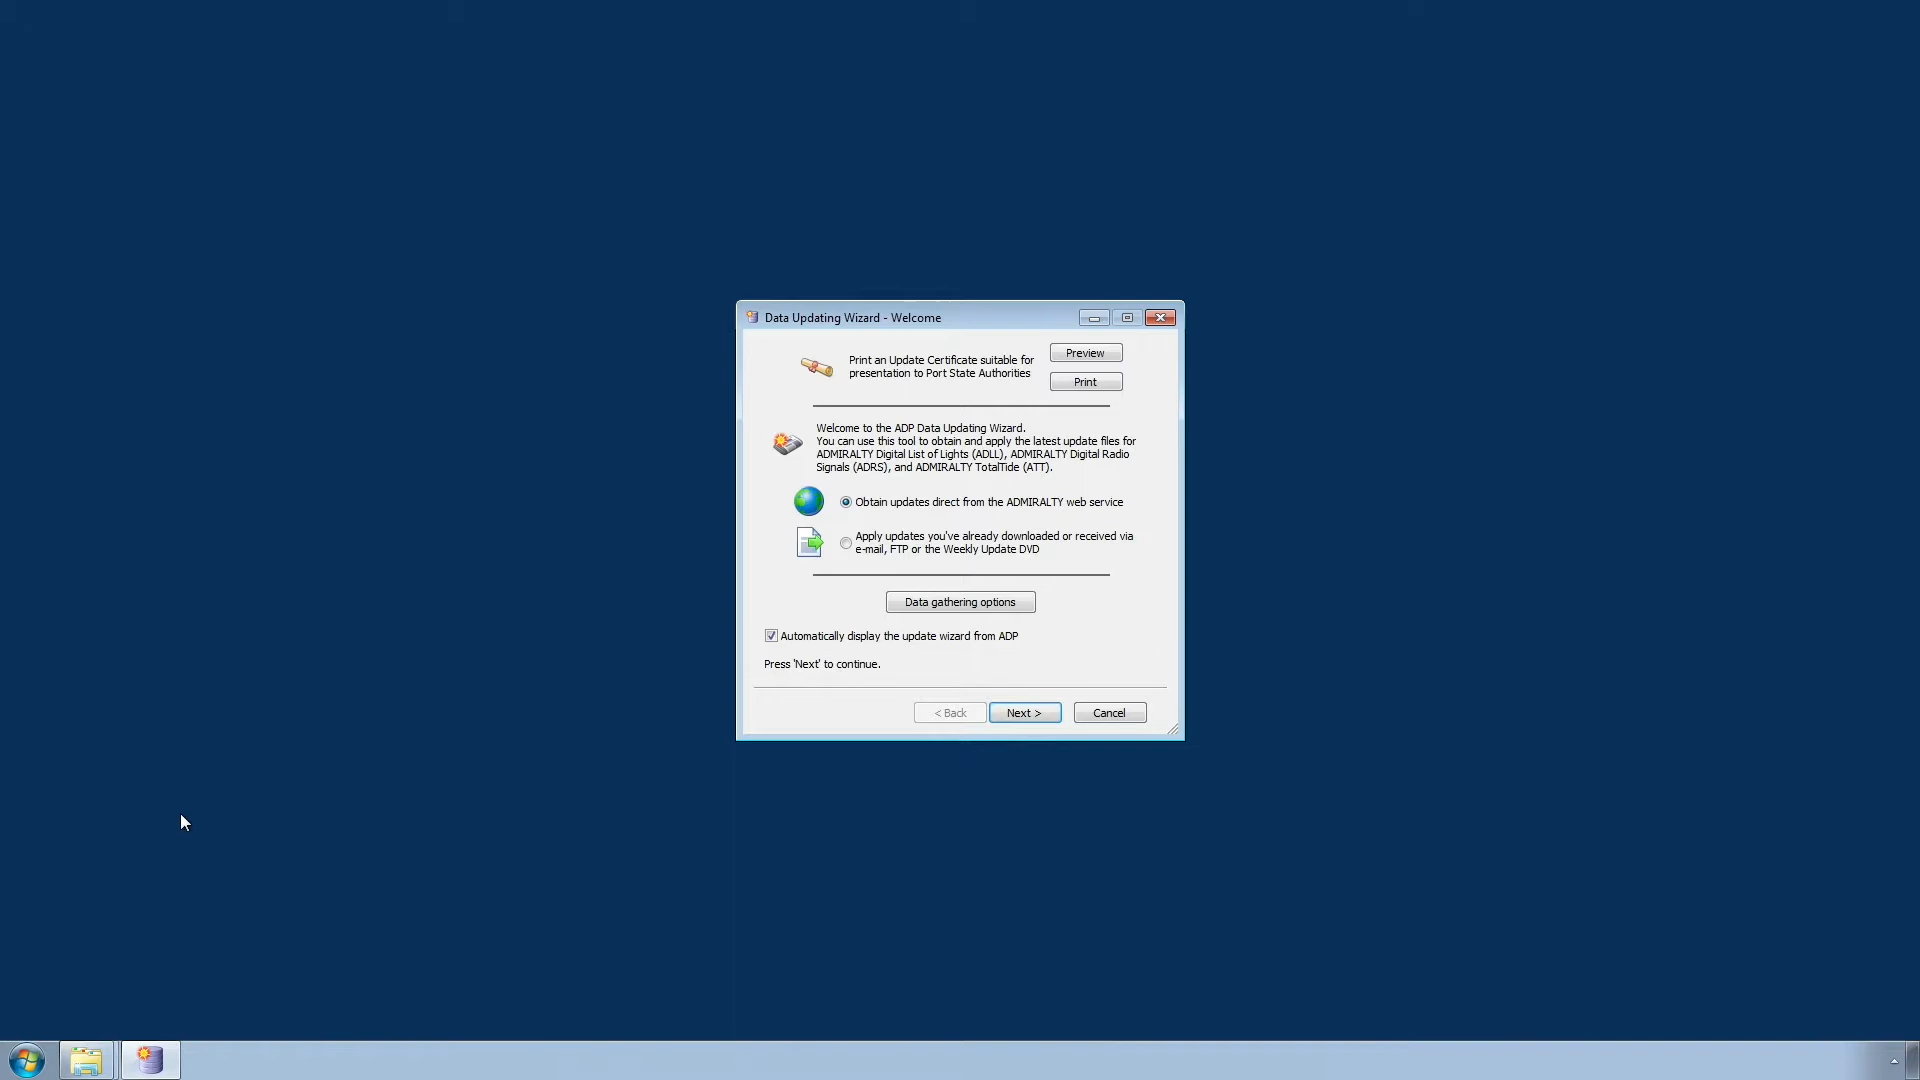 Data Updating Wizard - Welcome
Print an Update Certificate suitable for
presentation to Port State Authorities
Preview
Print
Welcome to the ADP Data Updating Wizard.
You can use this tool to obtain and apply the latest update files for
ADMIRALTY Digital List of Lights (ADLL), ADMIRALTY Digital Radio
Signals (ADRS), and ADMIRALTY TotalTide (ATT).
Obtain updates direct from the ADMIRALTY web service
Apply updates you've already downloaded or received via
e-mail, FTP or the Weekly Update DVD
Data gathering options
Automatically display the update wizard from ADP
Press 'Next' to continue.
< Back
Next >
Cancel